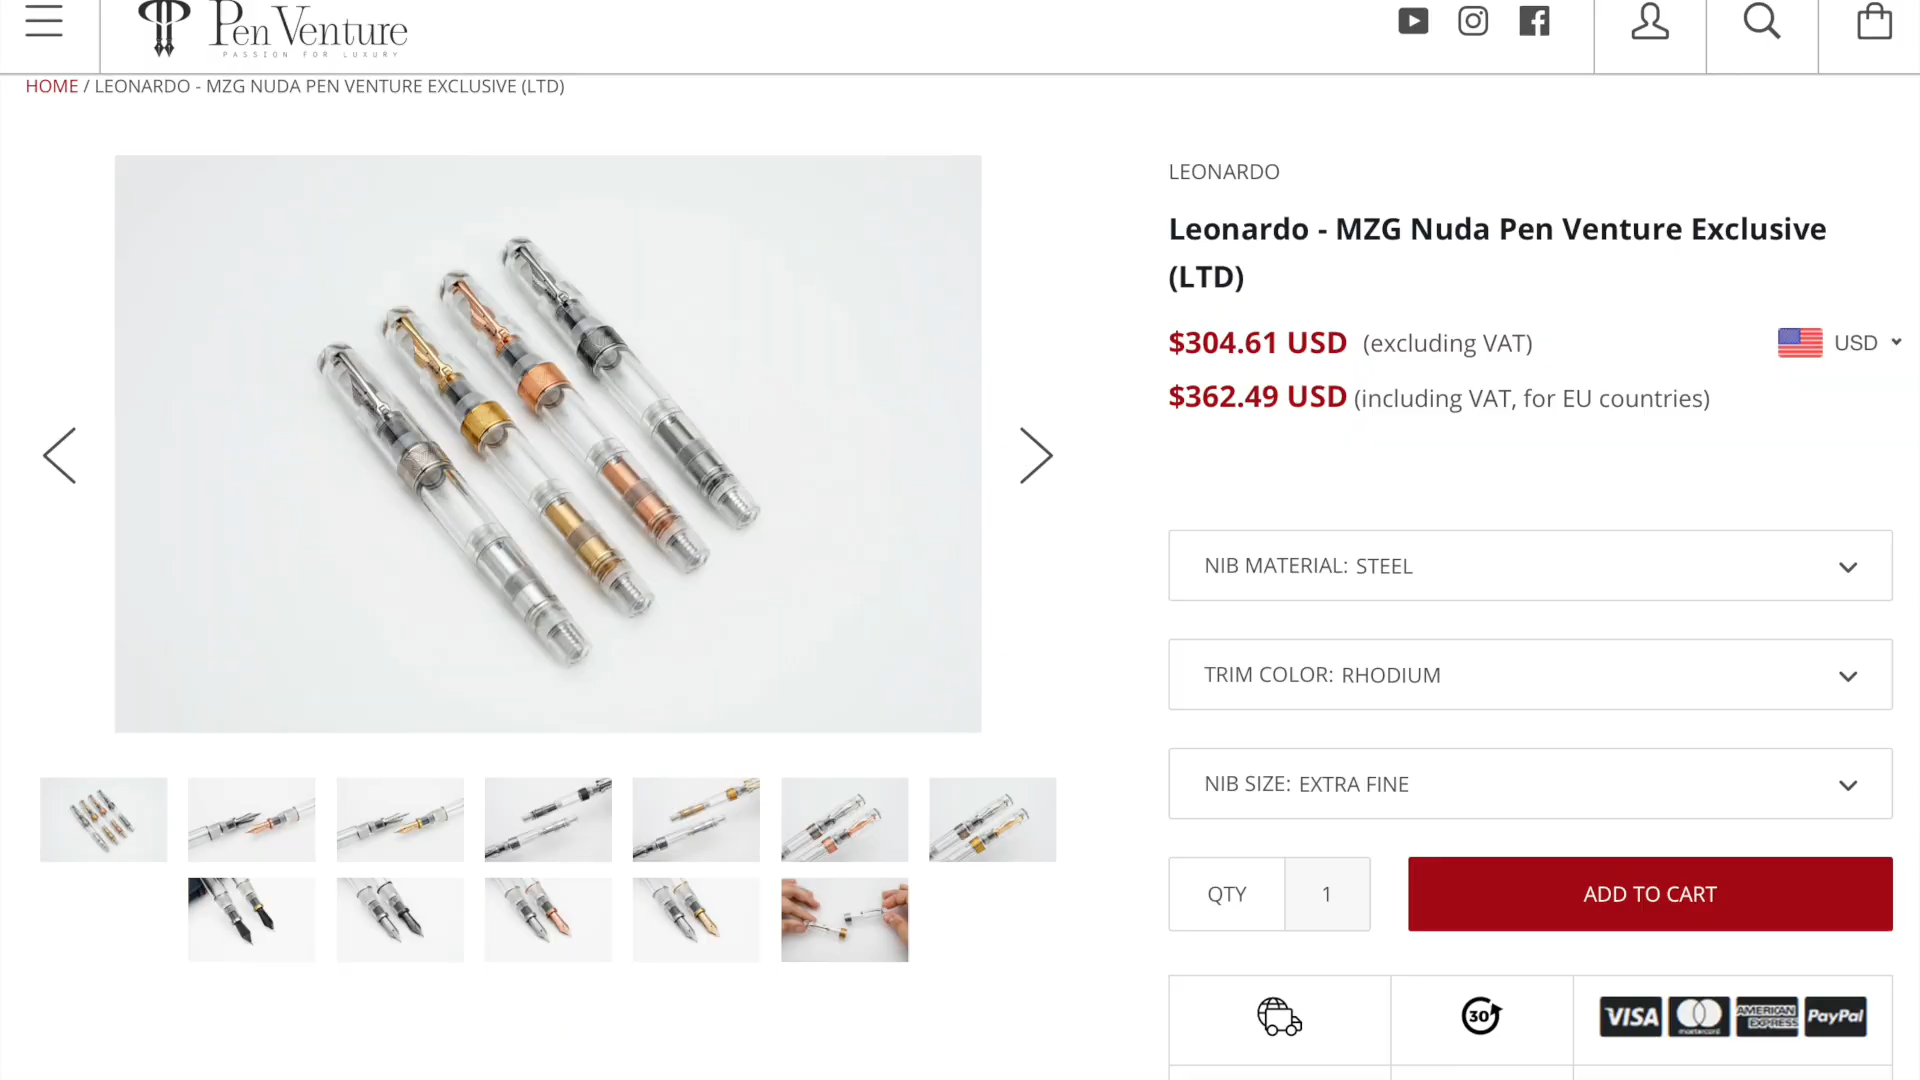 Pen Venture
PASSION FOR LUXURY
HOME / LEONARDO - MZG NUDA PEN VENTURE EXCLUSIVE (LTD)
LEONARDO
Leonardo - MZG Nuda Pen Venture Exclusive
(LTD)
$304.61 USD (excluding VAT)
USD
$362.49 USD (including VAT, for EU countries)
NIB MATERIAL: STEEL
TRIM COLOR: RHODIUM
NIB SIZE: EXTRA FINE
QTY 1 ADD TO CART
30 VISA mastercard AMERICAN EXPRESS PayPal